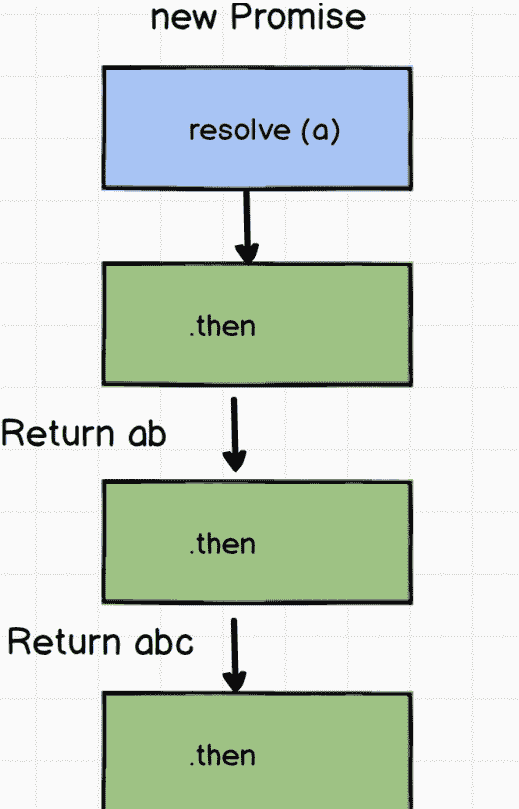 new Promise
resolve (a)
.then
Return ab
.then
Return abc
.then